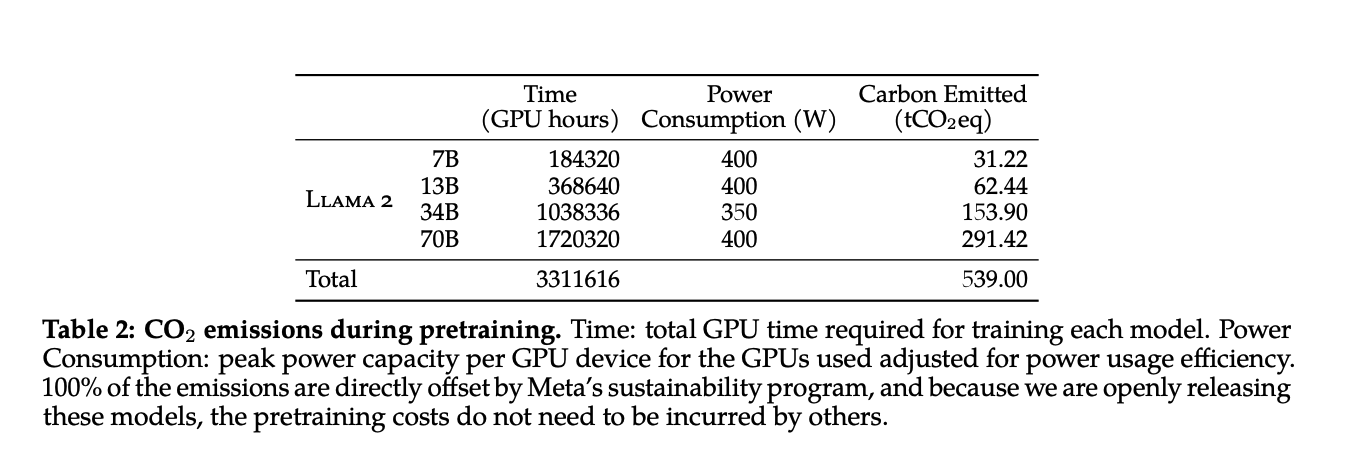 Time Power Carbon Emitted
(GPU hours) Consumption (W) (tCO₂eq)
7B 184320 400 31.22
13B 368640 400 62.44
LLAMA 2
34B 1038336 350 153.90
70B 1720320 400 291.42
Total 3311616 539.00
Table 2: CO₂ emissions during pretraining. Time: total GPU time required for training each model. Power
Consumption: peak power capacity per GPU device for the GPUs used adjusted for power usage efficiency.
100% of the emissions are directly offset by Meta's sustainability program, and because we are openly releasing
these models, the pretraining costs do not need to be incurred by others.